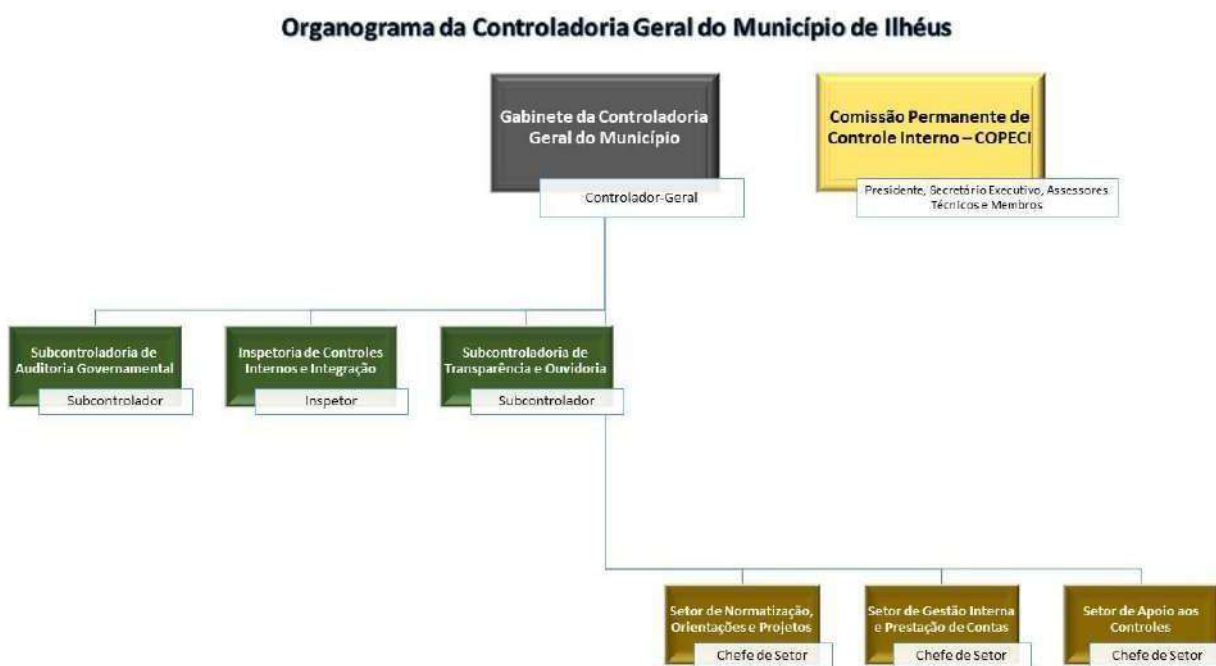 Organograma da Controladoria Geral do Município de Ilhéus
Gabinete da Controladoria
Geral do Município
Controlador-Geral
Comissão Permanente de
Controle Interno – COPECI
Presidente, Secretário Executivo, Assessores
Técnicos e Membros
Subcontroladoria de
Auditoria Governamental
Subcontrolador
Inspetoria de Controles
Internos e Integração
Inspetor
Subcontroladoria de
Transparência e Ouvidoria
Subcontrolador
Setor de Normatização,
Orientações e Projetos
Chefe de Setor
Setor de Gestão Interna
e Prestação de Contas
Chefe de Setor
Setor de Apoio aos
Controles
Chefe de Setor